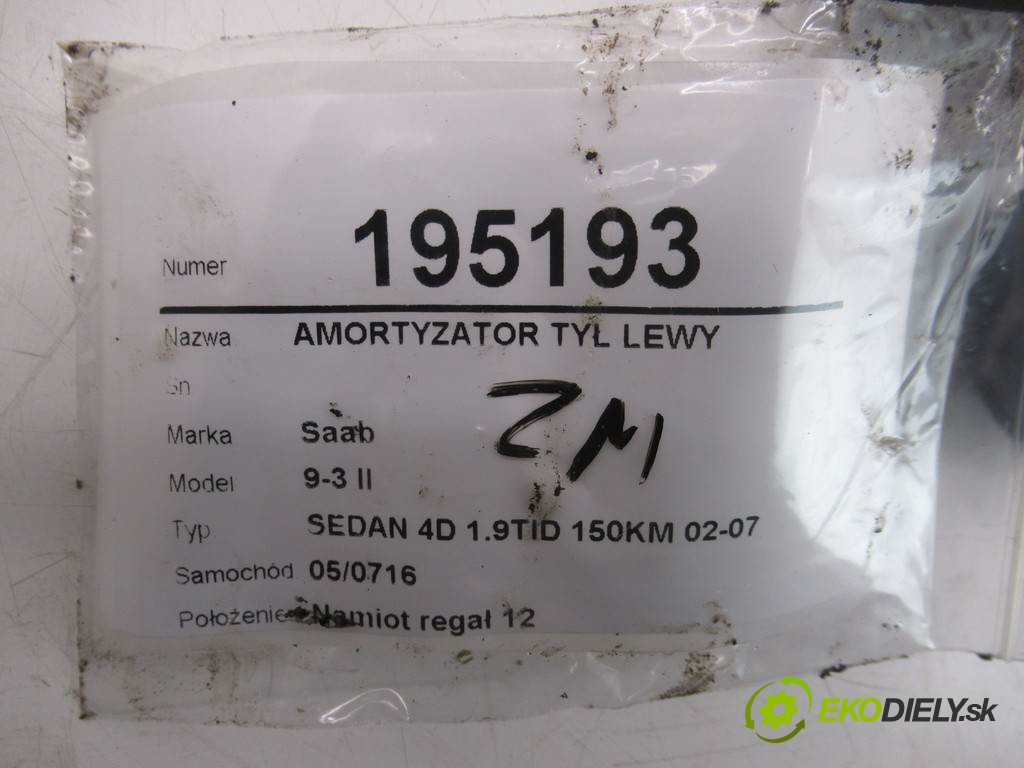 Numer 195193
Nazwa AMORTYZATOR TYŁ LEWY
Sn
ZM
Marka Saab
Model 9-3 II
Typ SEDAN 4D 1.9TID 150KM 02-07
Samochód 05/0716
Położenie Namiot regał 12
EKODIELY.sk